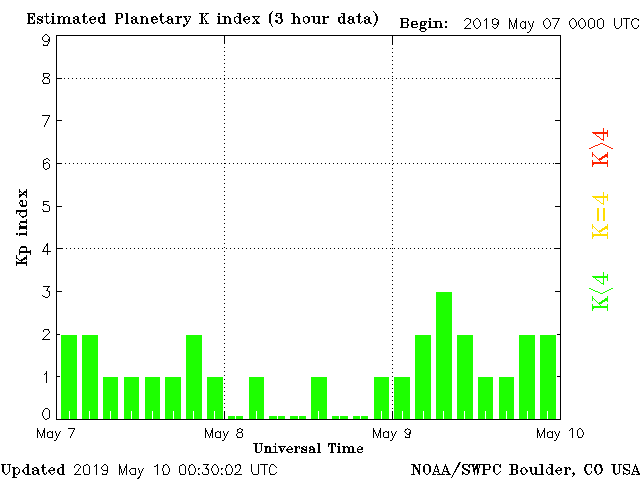 Estimated Planetary K index (3 hour data) Begin: 2019 May 07 0000 UTC
9
8
7
6
5
4
3
2
1
0
Kp index
K>4
K=4
K<4
May 7 May 8 May 9 May 10
Universal Time
Updated 2019 May 10 00:30:02 UTC NOAA/SWPC Boulder, CO USA